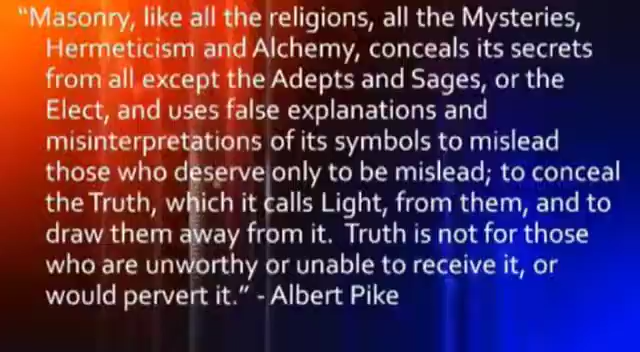 “Masonry, like all the religions, all the Mysteries,
Hermeticism and Alchemy, conceals its secrets
from all except the Adepts and Sages, or the
Elect, and uses false explanations and
misinterpretations of its symbols to mislead
those who deserve only to be mislead; to conceal
the Truth, which it calls Light, from them, and to
draw them away from it. Truth is not for those
who are unworthy or unable to receive it, or
would pervert it.” - Albert Pike